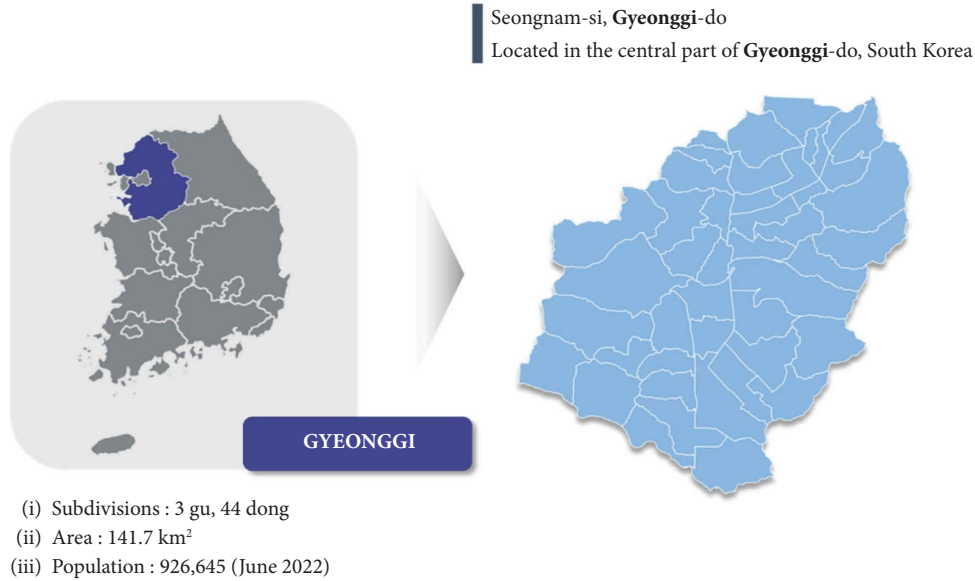 Seongnam-si, Gyeonggi-do
Located in the central part of Gyeonggi-do, South Korea
GYEONGGI
(i) Subdivisions : 3 gu, 44 dong
(ii) Area : 141.7 km²
(iii) Population : 926,645 (June 2022)